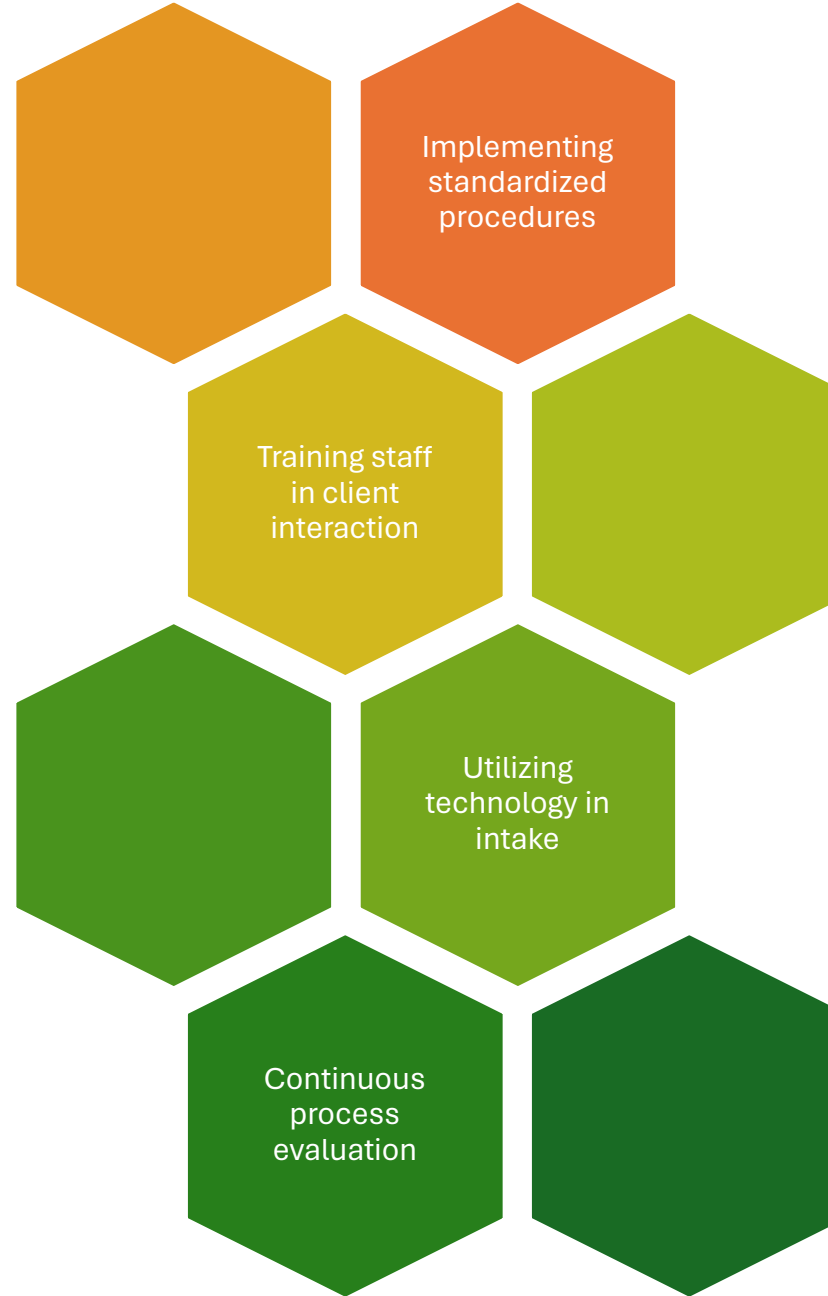 Implementing
standardized
procedures
Training staff
in client
interaction
Utilizing
technology in
intake
Continuous
process
evaluation